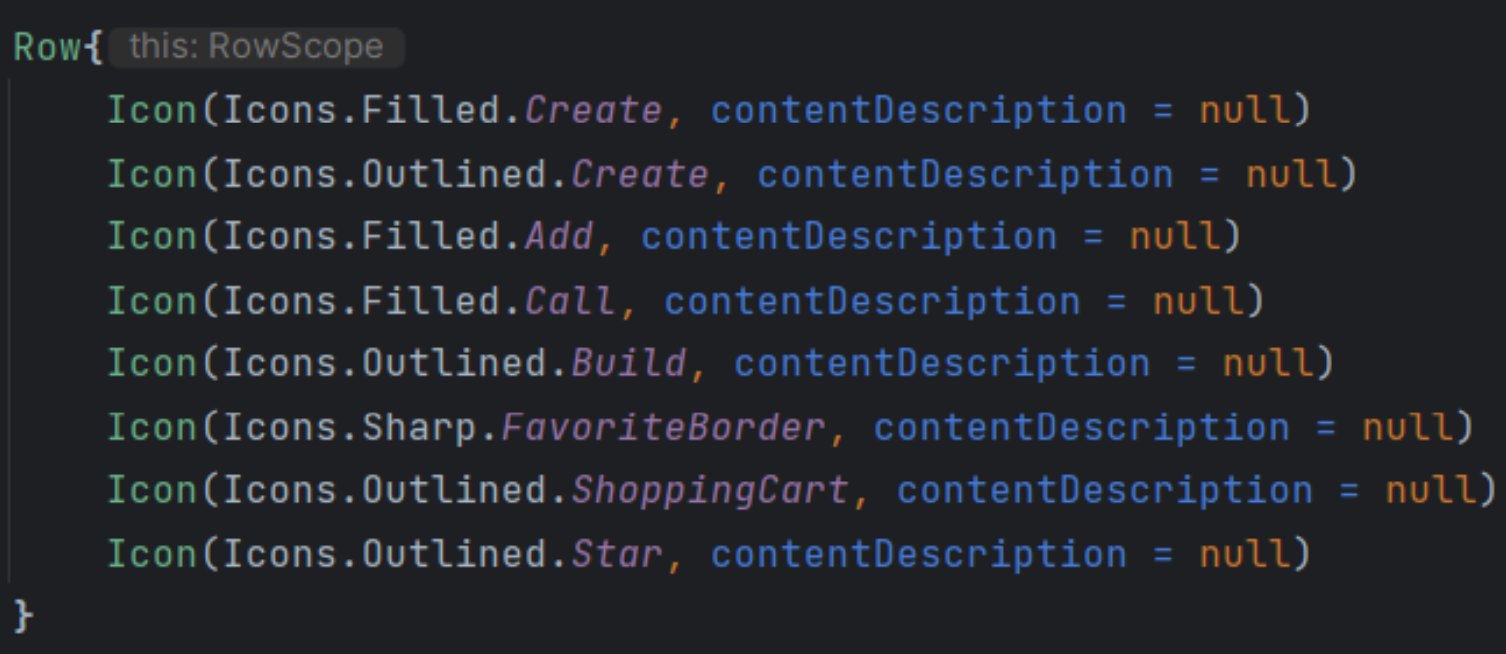 Row{ this: RowScope
Icon(Icons.Filled.Create, contentDescription = null)
Icon(Icons.Outlined.Create, contentDescription = null)
Icon(Icons.Filled.Add, contentDescription = null)
Icon(Icons.Filled.Call, contentDescription = null)
Icon(Icons.Outlined.Build, contentDescription = null)
Icon(Icons.Sharp.FavoriteBorder, contentDescription = null)
Icon(Icons.Outlined.ShoppingCart, contentDescription = null)
Icon(Icons.Outlined.Star, contentDescription = null)
}